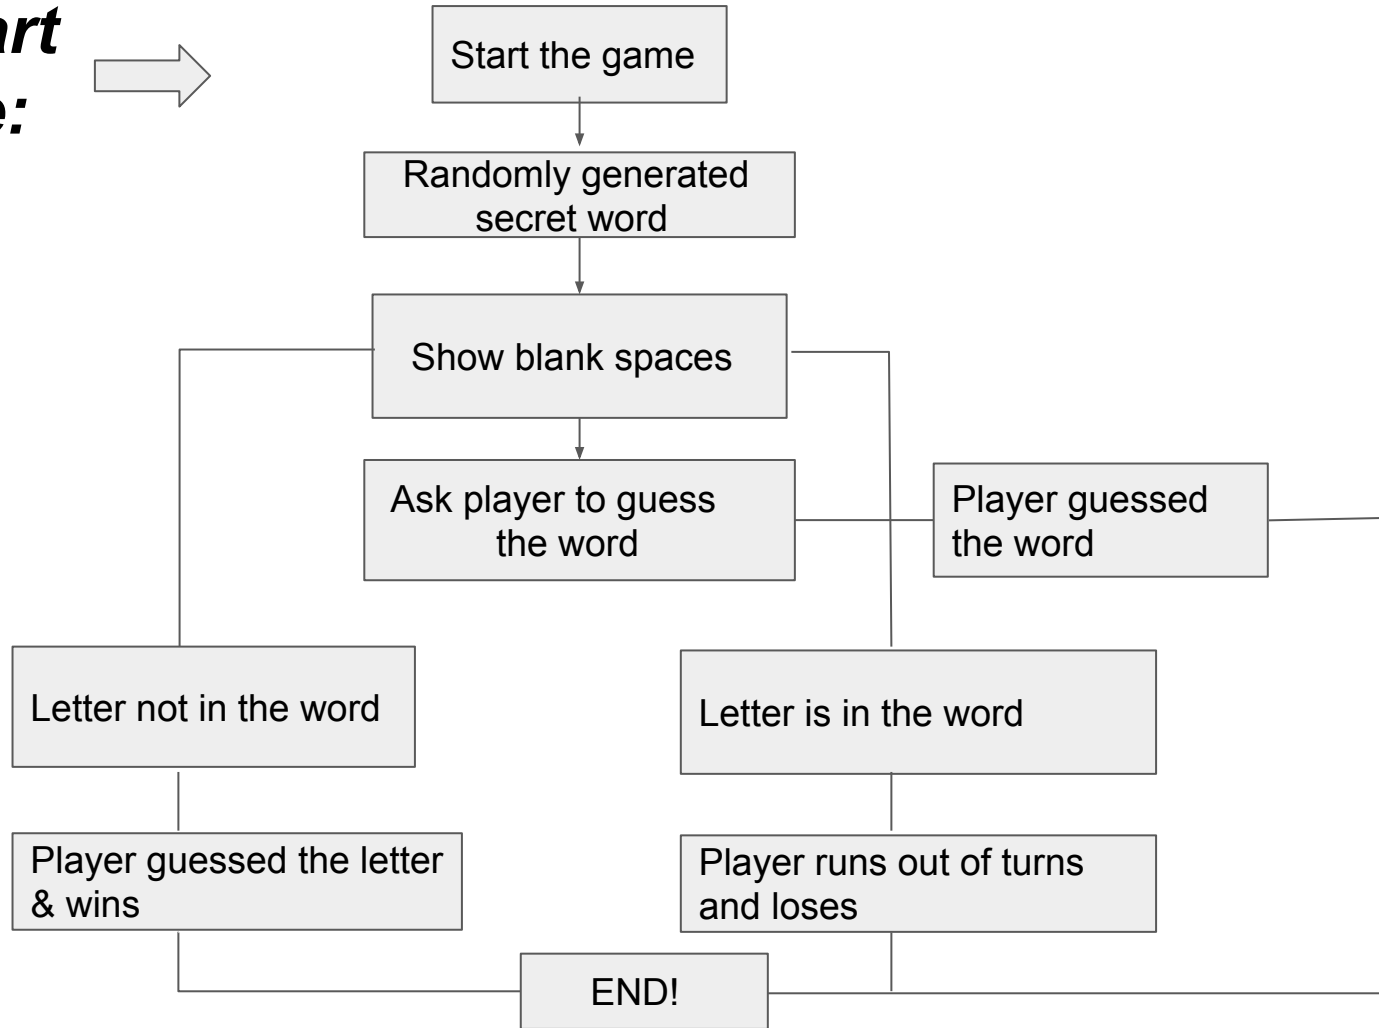 art
e:
Start the game
Randomly generated
secret word
Show blank spaces
Ask player to guess
the word
Player guessed
the word
Letter not in the word
Letter is in the word
Player guessed the letter
& wins
Player runs out of turns
and loses
END!